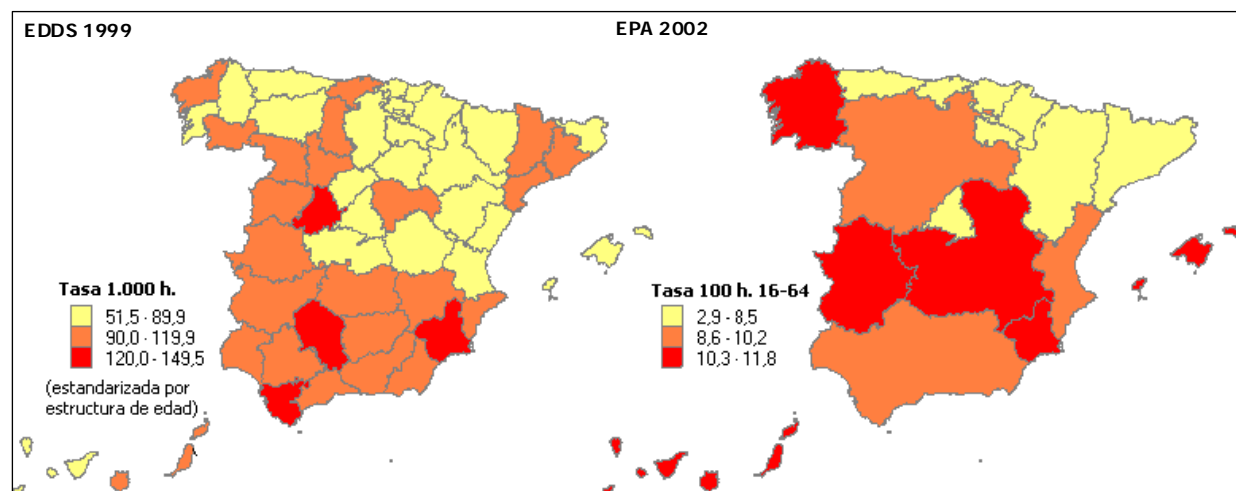 EDDS 1999
EPA 2002
Tasa 1.000 h.
51,5 - 89,9
90,0 - 119,9
120,0 - 149,5
(estandarizada por
estructura de edad)
Tasa 100 h. 16-64
2,9 - 8,5
8,6 - 10,2
10,3 - 11,8